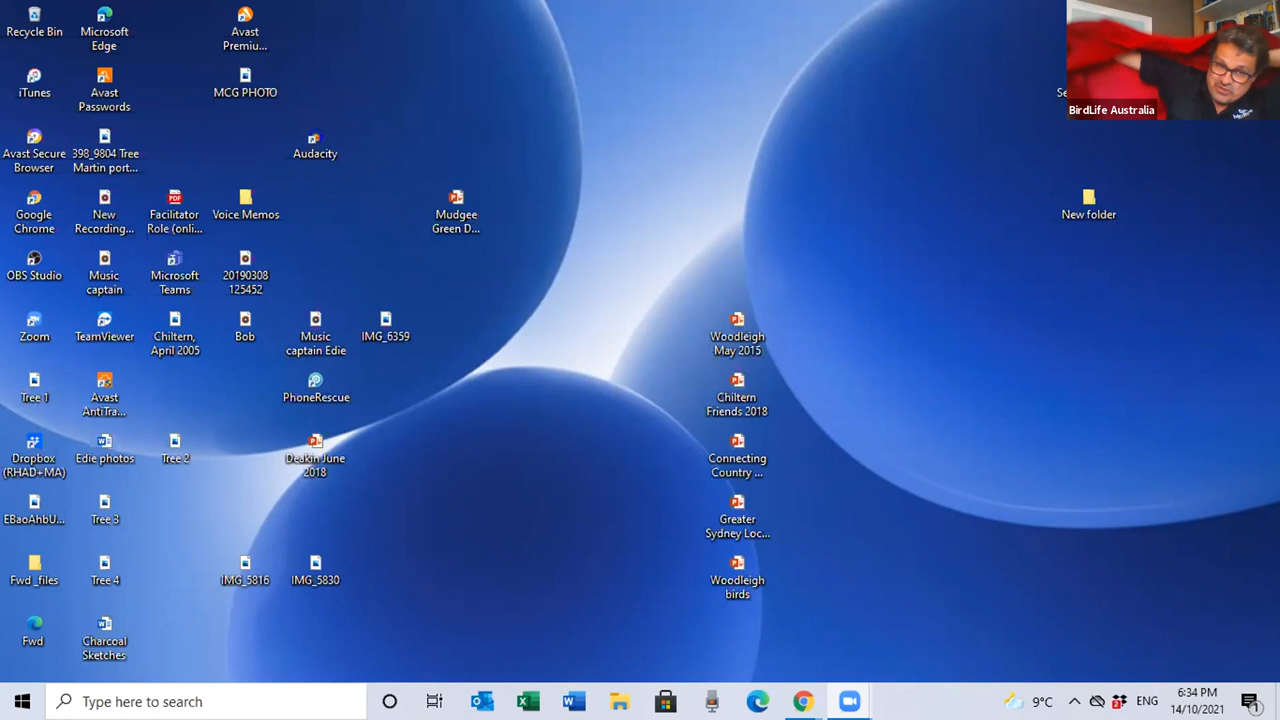 Recycle Bin
Microsoft
Edge
Avast
Premiu...
BirdLife Australia
iTunes
Avast
Passwords
MCG PHOTO
Avast Secure
Browser
398_9804 Tree
Martin port...
Audacity
Google
Chrome
New
Recording...
Facilitator
Role (onli...
Voice Memos
Mudgee
Green D...
New folder
OBS Studio
Music
captain
Microsoft
Teams
20190308
125452
Zoom
TeamViewer
Chiltern,
April 2005
Bob
Music
captain Edie
IMG_6359
Woodleigh
May 2015
Tree 1
Avast
AntiTra...
PhoneRescue
Chiltern
Friends 2018
Dropbox
(RHAD+MA)
Edie photos
Tree 2
Deakin June
2018
Connecting
Country ...
EBaoAhbU...
Tree 3
Greater
Sydney Loc...
Fwd_files
Tree 4
IMG_5816
IMG_5830
Woodleigh
birds
Fwd
Charcoal
Sketches
Type here to search
9°C
ENG
6:34 PM
14/10/2021